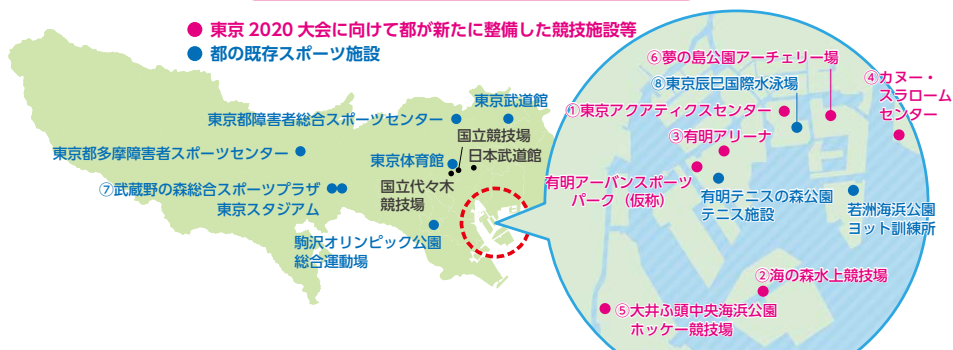 ● 東京 2020 大会に向けて都が新たに整備した競技施設等
● 都の既存スポーツ施設
東京武道館
東京都障害者総合スポーツセンター
国立競技場
東京都多摩障害者スポーツセンター
東京体育館
日本武道館
⑦武蔵野の森総合スポーツプラザ
東京スタジアム
国立代々木
競技場
駒沢オリンピック公園
総合運動場
⑥夢の島公園アーチェリー場
⑧東京辰巳国際水泳場
④カヌー・
スラローム
センター
①東京アクアティクスセンター
③有明アリーナ
有明アーバンスポーツ
パーク（仮称）
有明テニスの森公園
テニス施設
若洲海浜公園
ヨット訓練所
②海の森水上競技場
⑤大井ふ頭中央海浜公園
ホッケー競技場